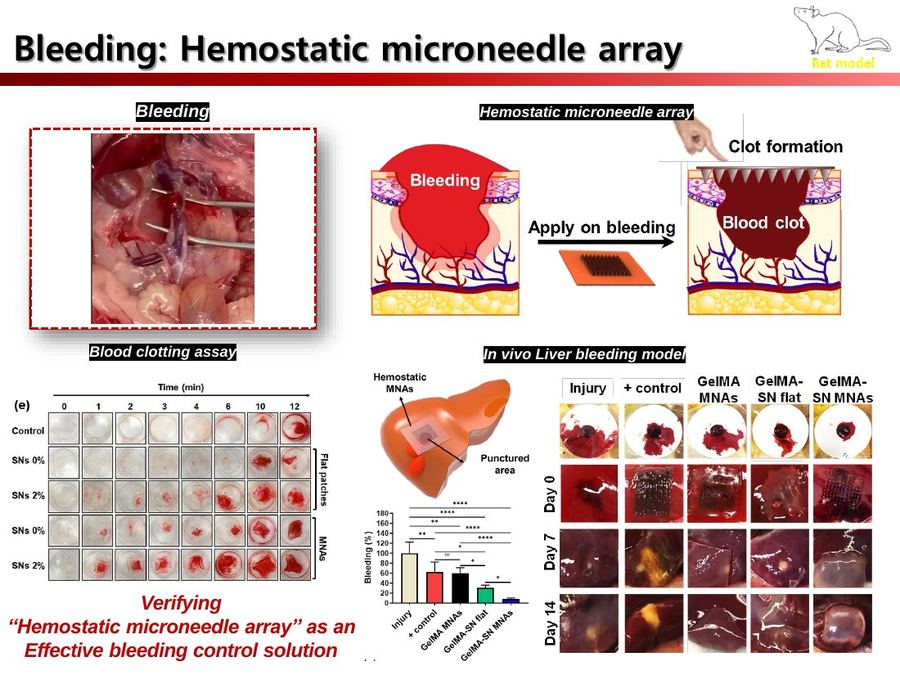 Bleeding: Hemostatic microneedle array
Rat model
Bleeding
Hemostatic microneedle array
Bleeding
Apply on bleeding
Clot formation
Blood clot
Blood clotting assay
(e)
Time (min)
0 1 2 3 4 6 10 12
Control
SNs 0%
SNs 2%
SNs 0%
SNs 2%
Flat patches
MNAs
Verifying
“Hemostatic microneedle array” as an
Effective bleeding control solution
In vivo Liver bleeding model
Hemostatic
MNAs
Punctured
area
Bleeding (%)
180
160
140
120
100
80
60
40
20
0
****
****
**
****
**
****
*
ns
*
*
Injury
+ control
GelMA MNAs
GelMA-SN flat
GelMA-SN MNAs
Injury
+ control
GelMA
MNAs
GelMA-
SN flat
GelMA-
SN MNAs
Day 0
Day 7
Day 14